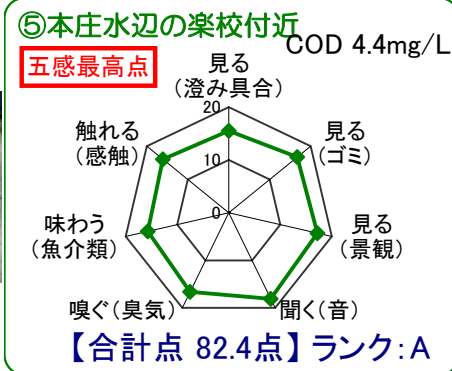 ⑤本庄水辺の楽校付近
COD 4.4mg/L
五感最高点
見る
(澄み具合)
20
触れる
(感触)
見る
(ゴミ)
10
0
味わう
(魚介類)
見る
(景観)
嗅ぐ(臭気)
聞く(音)
【合計点 82.4点】ランク:A